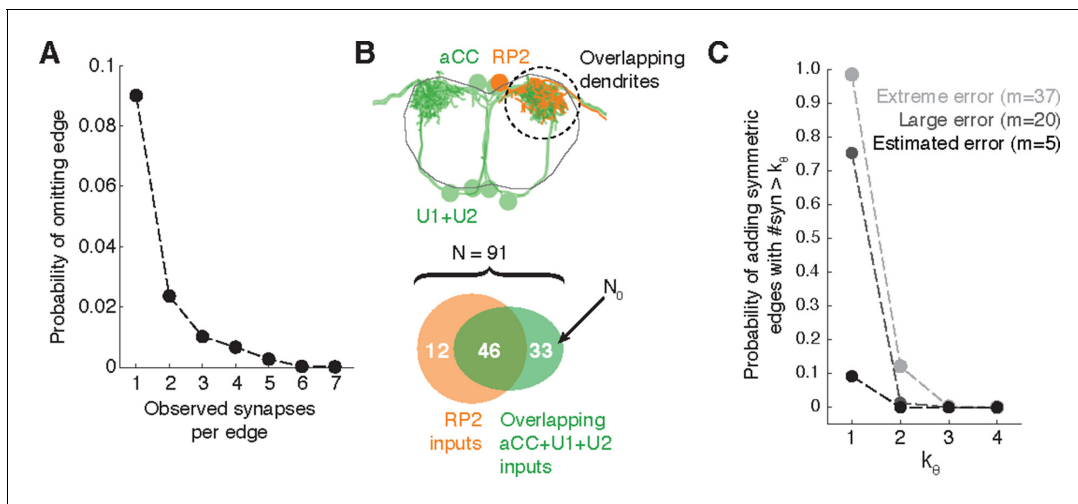 A
Probability of omitting edge
0.1
0.08
0.06
0.04
0.02
0
1 2 3 4 5 6 7
Observed synapses
per edge
B
aCC RP2
Overlapping
dendrites
U1+U2
N = 91
N0
12 46 33
RP2
inputs
Overlapping
aCC+U1+U2
inputs
C
Probability of adding symmetric
edges with #syn > kθ
1.0
0.9
0.8
0.7
0.6
0.5
0.4
0.3
0.2
0.1
0
Extreme error (m=37)
Large error (m=20)
Estimated error (m=5)
1 2 3 4
kθ